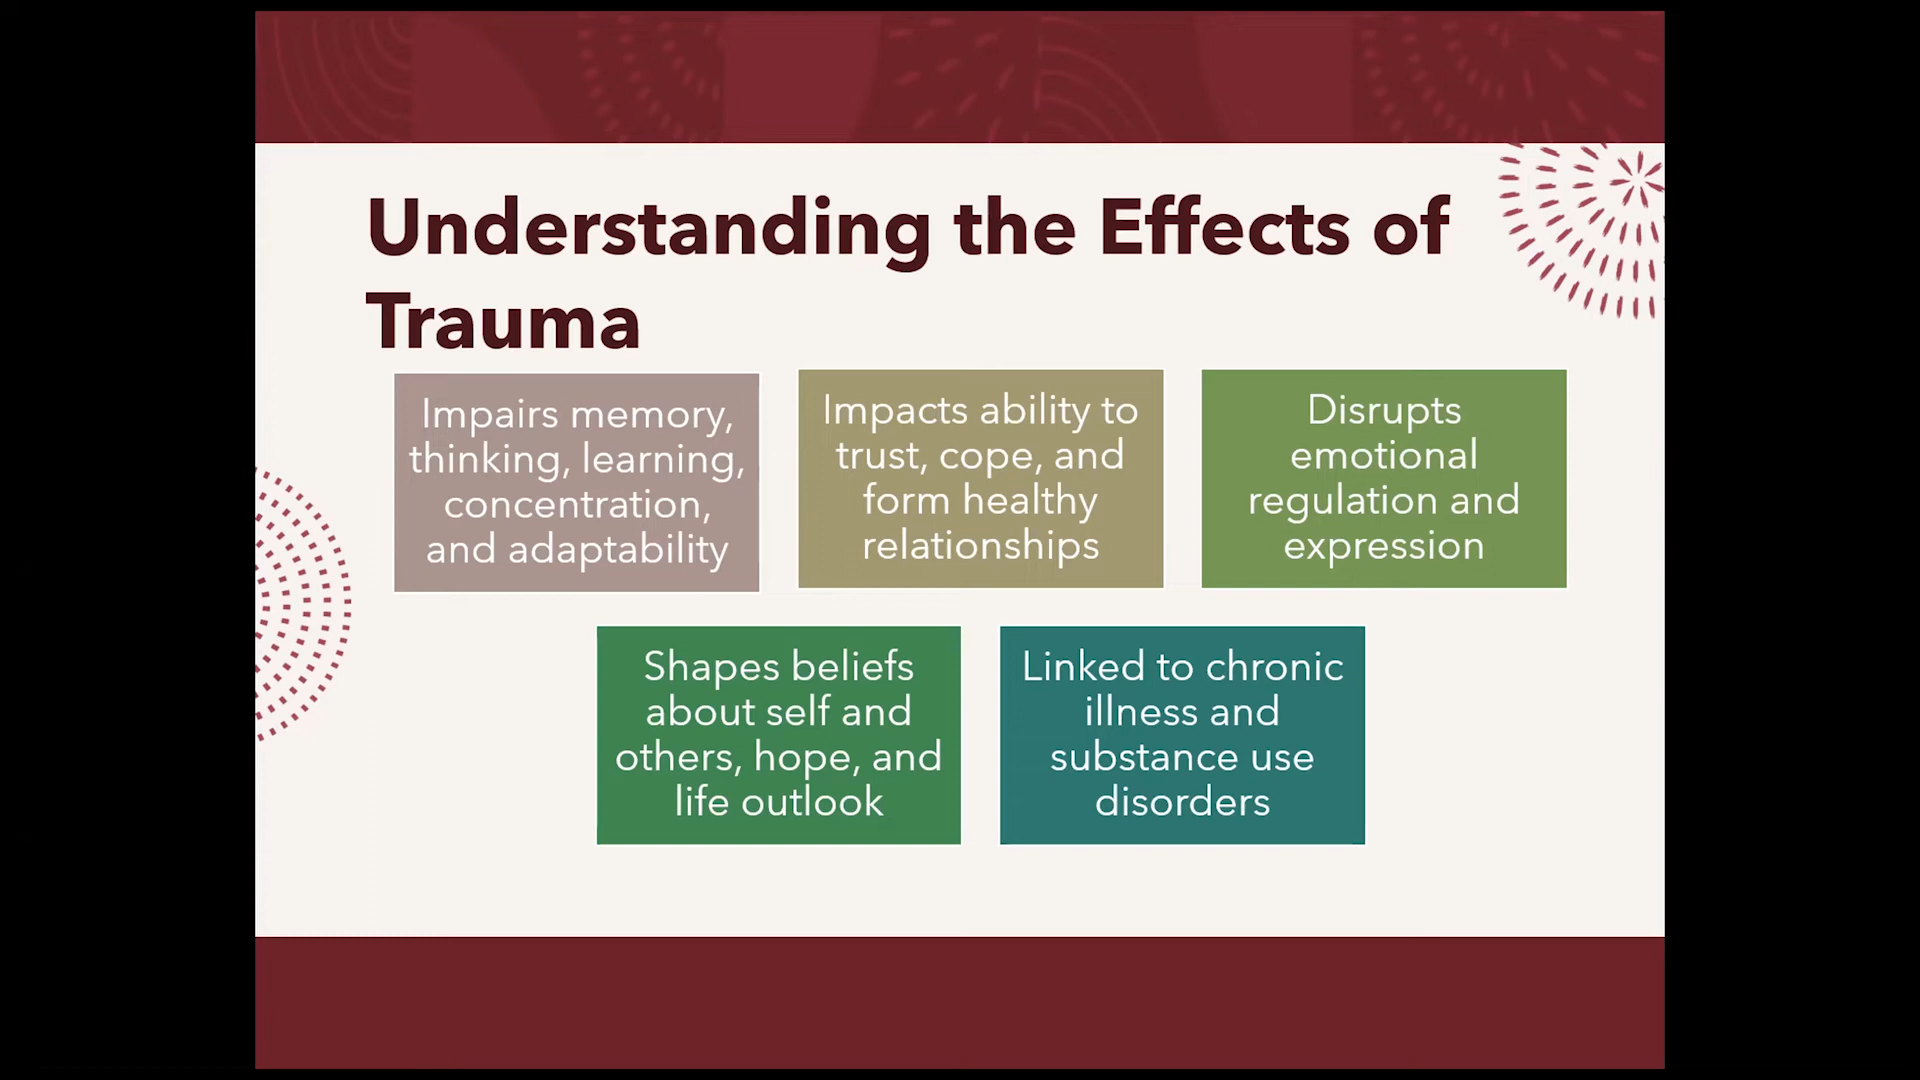 Understanding the Effects of
Trauma
Impairs memory,
thinking, learning,
concentration,
and adaptability
Impacts ability to
trust, cope, and
form healthy
relationships
Disrupts
emotional
regulation and
expression
Shapes beliefs
about self and
others, hope, and
life outlook
Linked to chronic
illness and
substance use
disorders